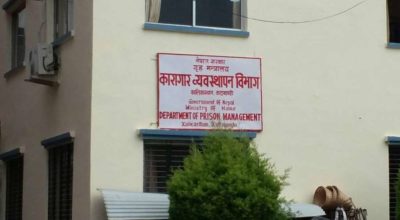 नेपाल सरकार
गृह मन्त्रालय
कारागार व्यवस्थापन विभाग
कालिकास्थान, काठमाडौं
Government of Nepal
Ministry of Home
DEPARTMENT OF PRISON MANAGEMENT
Kalikasthan, Kathmandu